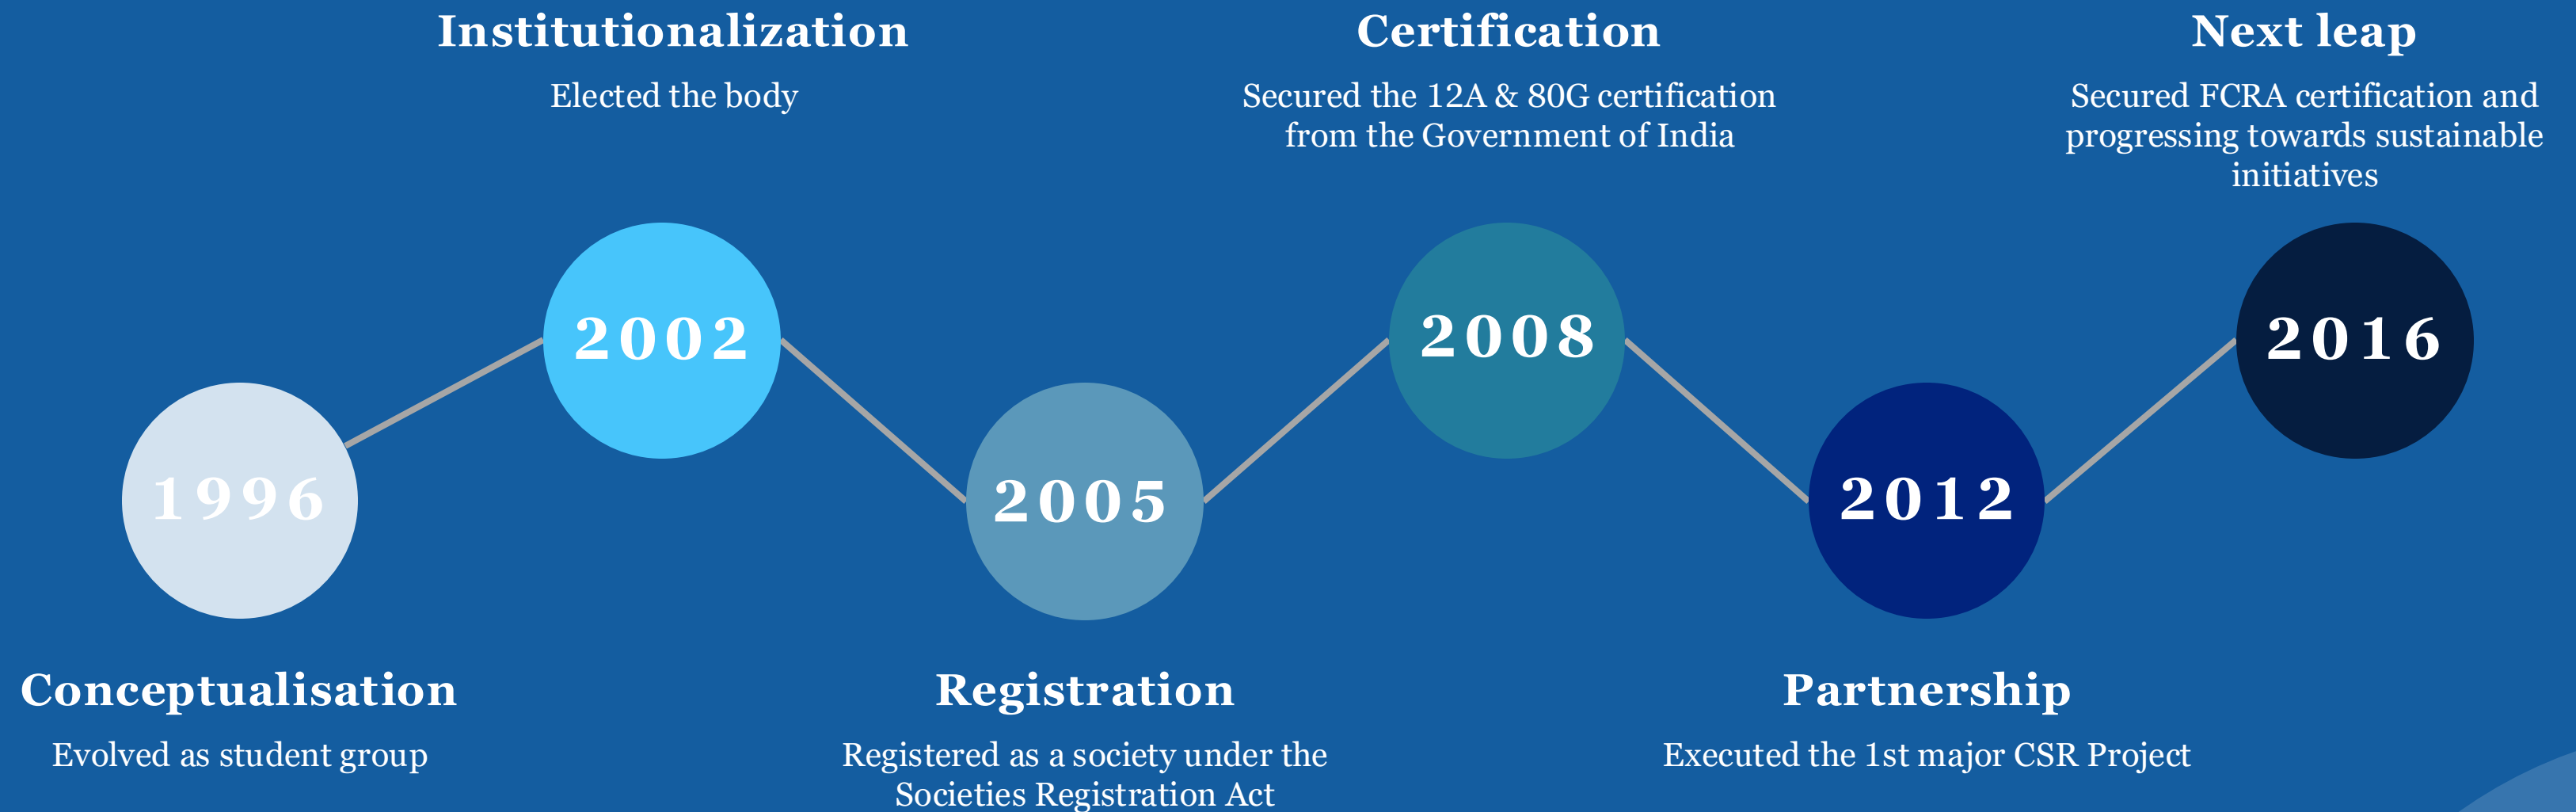 Institutionalization
Elected the body
Certification
Secured the 12A & 80G certification
from the Government of India
Next leap
Secured FCRA certification and
progressing towards sustainable
initiatives
1996
2002
2005
2008
2012
2016
Conceptualisation
Evolved as student group
Registration
Registered as a society under the
Societies Registration Act
Partnership
Executed the 1st major CSR Project